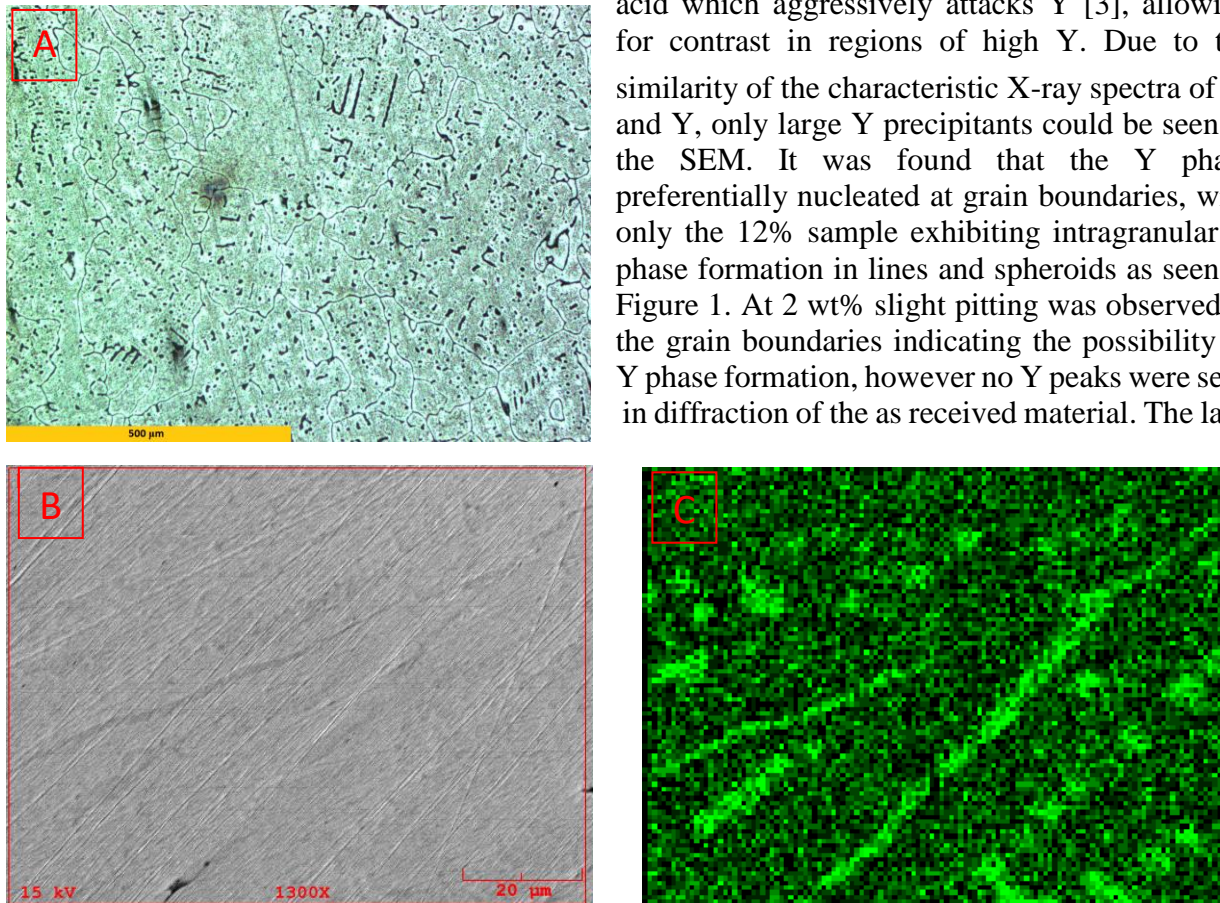 A
500 µm
acid which aggressively attacks Y [3], allowi
for contrast in regions of high Y. Due to t
similarity of the characteristic X-ray spectra of
and Y, only large Y precipitants could be seen
the SEM. It was found that the Y pha
preferentially nucleated at grain boundaries, w
only the 12% sample exhibiting intragranular
phase formation in lines and spheroids as seen
Figure 1. At 2 wt% slight pitting was observed
the grain boundaries indicating the possibility
Y phase formation, however no Y peaks were se
in diffraction of the as received material. The la
B
15 kV 1300X 20 µm
C